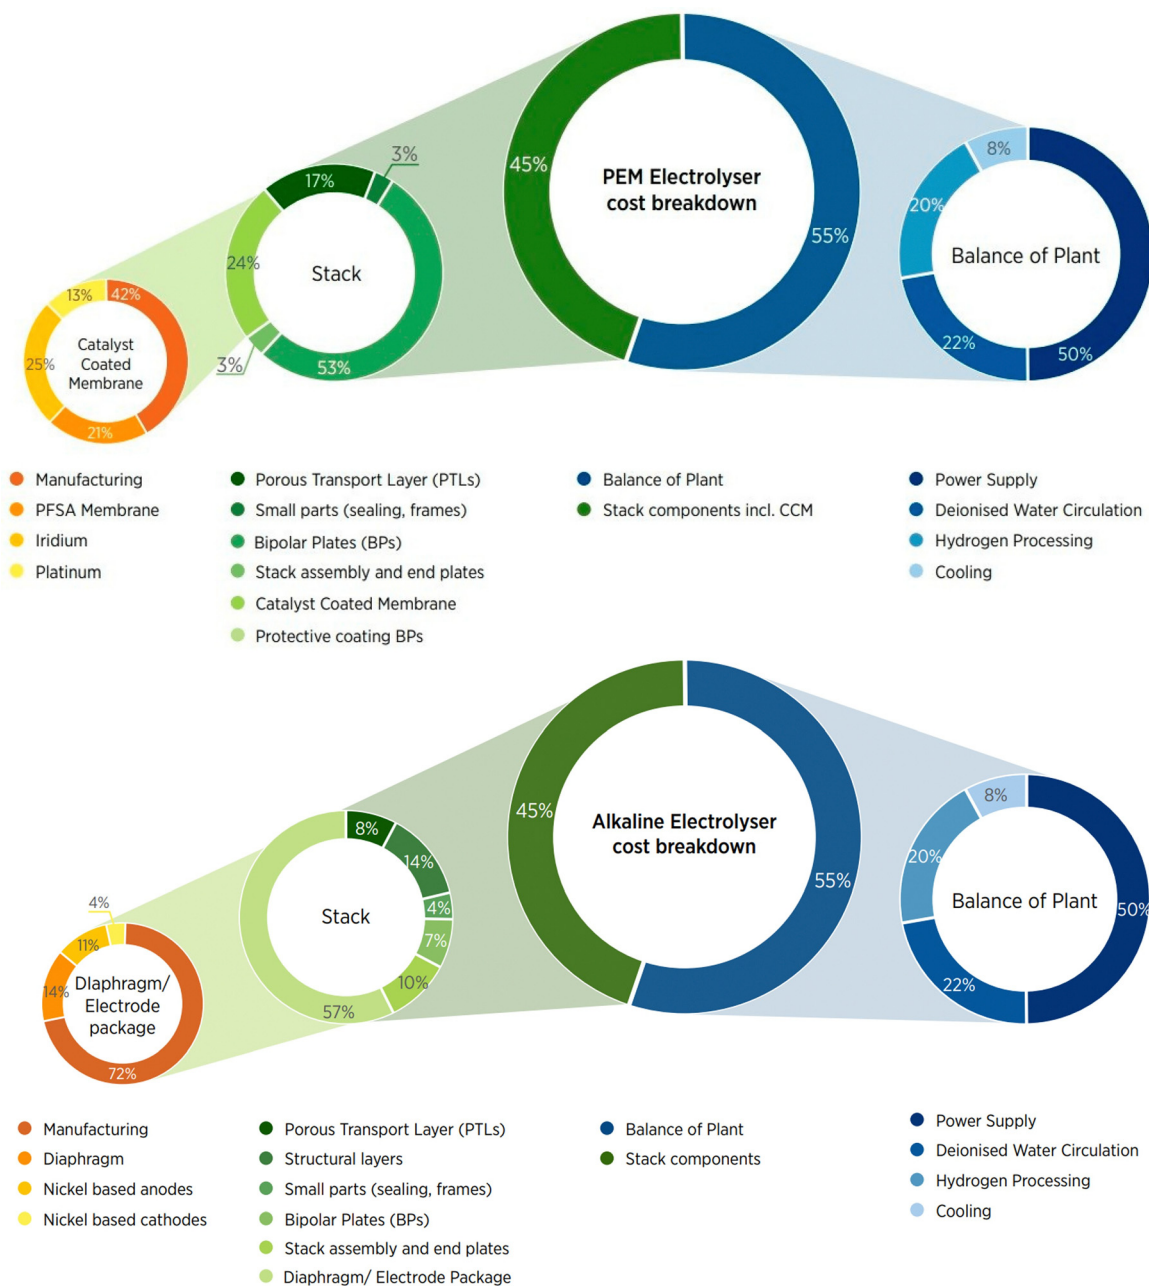 PEM Electrolyser
cost breakdown
45%
55%
Stack
17%
3%
53%
3%
24%
Catalyst
Coated
Membrane
13%
42%
25%
21%
Balance of Plant
8%
20%
22%
50%
Manufacturing
PFSA Membrane
Iridium
Platinum
Porous Transport Layer (PTLs)
Small parts (sealing, frames)
Bipolar Plates (BPs)
Stack assembly and end plates
Catalyst Coated Membrane
Protective coating BPs
Balance of Plant
Stack components incl. CCM
Power Supply
Deionised Water Circulation
Hydrogen Processing
Cooling
Alkaline Electrolyser
cost breakdown
45%
55%
Stack
8%
14%
4%
7%
10%
57%
DIaphragm/
Electrode
package
4%
11%
14%
72%
Balance of Plant
8%
20%
22%
50%
Manufacturing
Diaphragm
Nickel based anodes
Nickel based cathodes
Porous Transport Layer (PTLs)
Structural layers
Small parts (sealing, frames)
Bipolar Plates (BPs)
Stack assembly and end plates
Diaphragm/ Electrode Package
Balance of Plant
Stack components
Power Supply
Deionised Water Circulation
Hydrogen Processing
Cooling